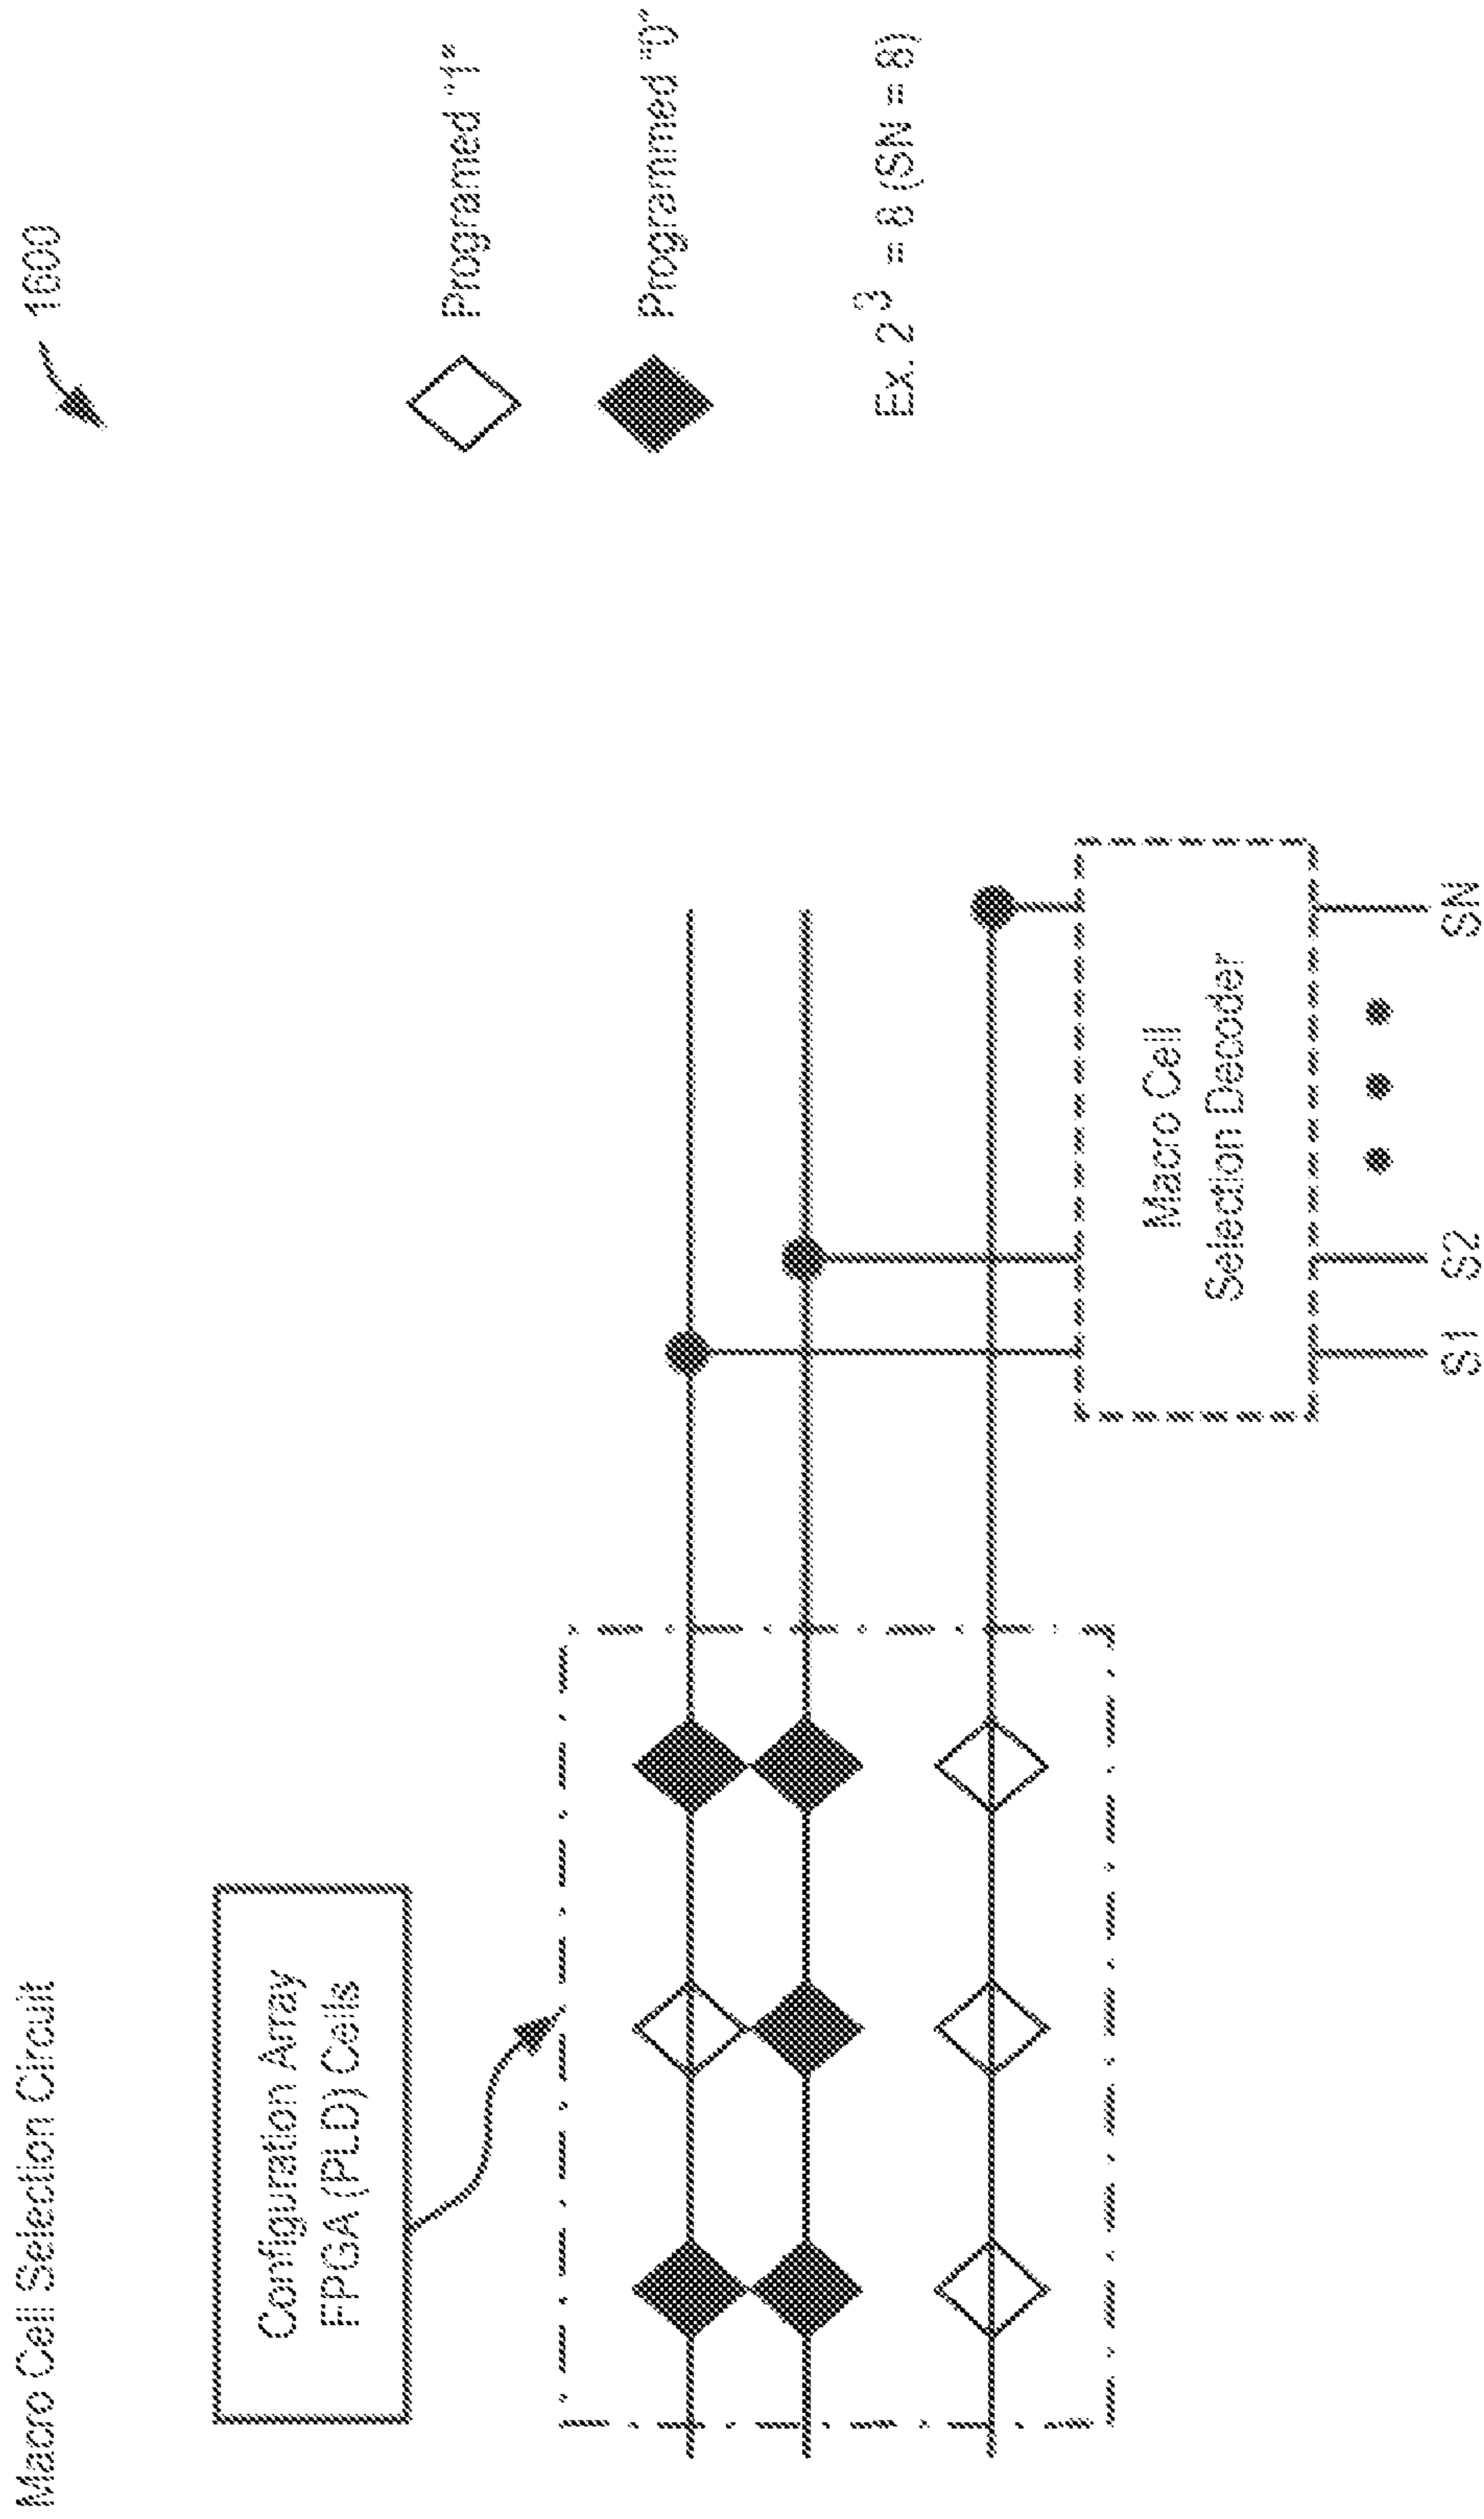 Macro Cell Selection Circuit
1600
Configuration Array
FPGA (PLD) Cells
Programed "1"
Programmed "0"
Ex. 2³ = 8 (SN = 8)
Macro Cell
Selection Decoder
S1 S2 SN